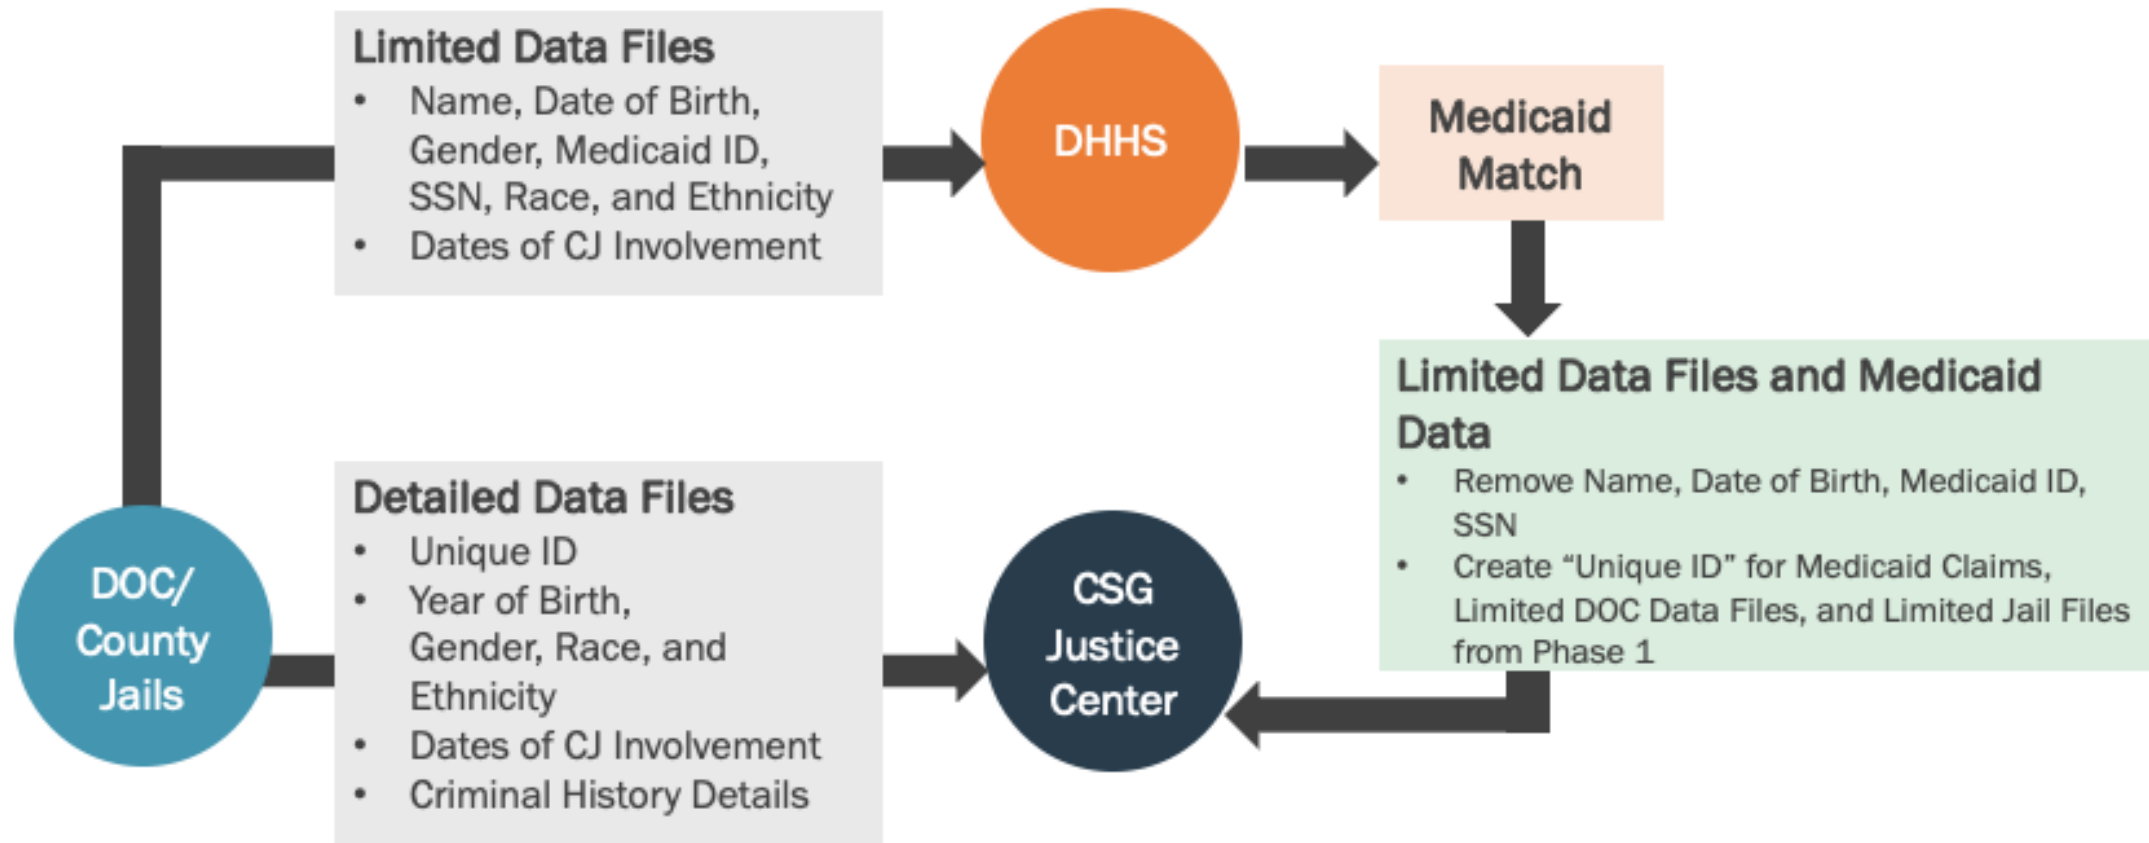 Limited Data Files
• Name, Date of Birth,
Gender, Medicaid ID,
SSN, Race, and Ethnicity
• Dates of CJ Involvement
DHHS
Medicaid
Match
Limited Data Files and Medicaid
Data
• Remove Name, Date of Birth, Medicaid ID,
SSN
• Create “Unique ID” for Medicaid Claims,
Limited DOC Data Files, and Limited Jail Files
from Phase 1
DOC/
County
Jails
Detailed Data Files
• Unique ID
• Year of Birth,
Gender, Race, and
Ethnicity
• Dates of CJ Involvement
• Criminal History Details
CSG
Justice
Center